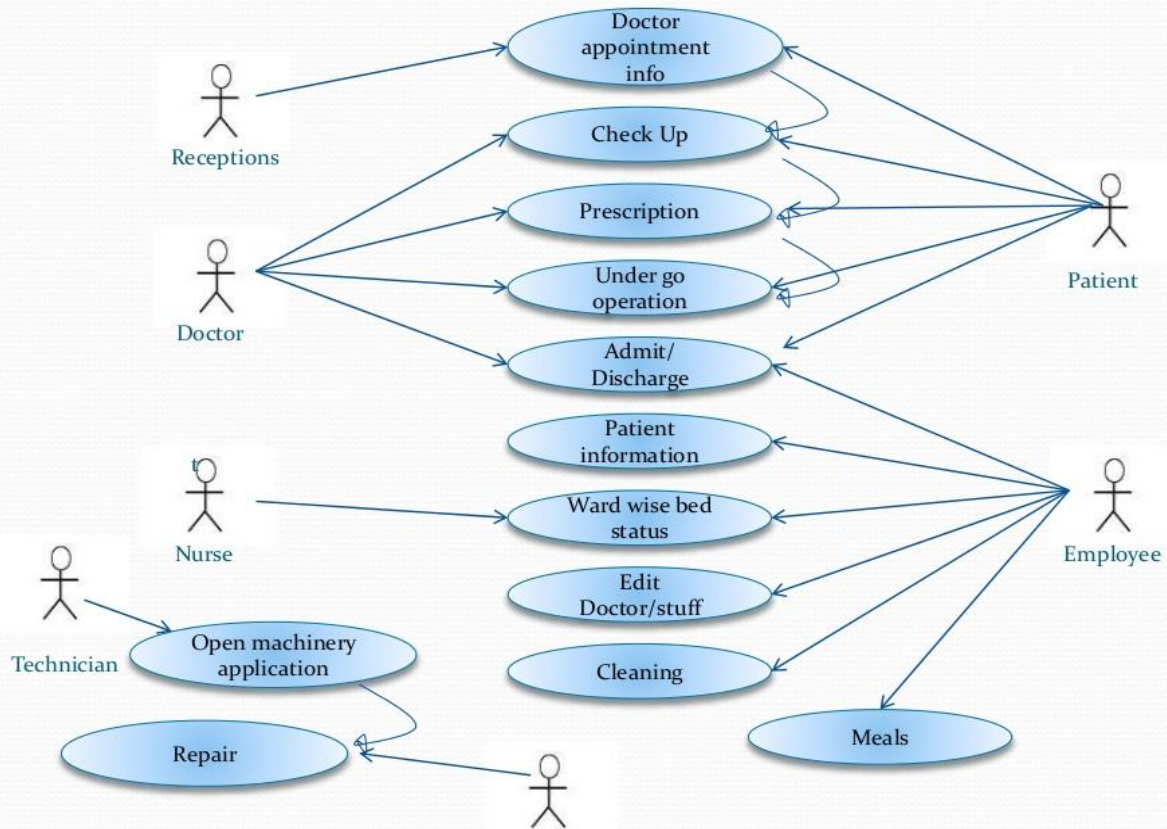 Doctor
appointment
info
Receptions
Check Up
Prescription
Patient
Under go
operation
Doctor
Admit/
Discharge
Patient
information
t
Ward wise bed
status
Nurse
Employee
Edit
Doctor/stuff
Technician
Open machinery
application
Cleaning
Repair
Meals